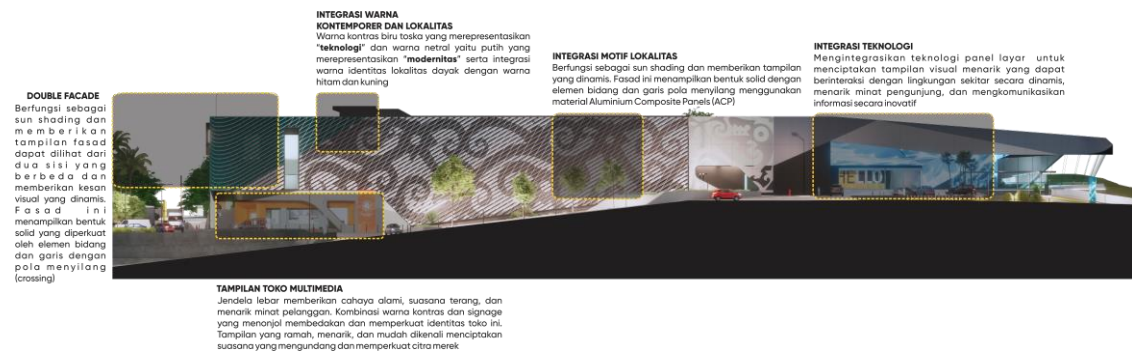 INTEGRASI WARNA
KONTEMPORER DAN LOKALITAS
Warna kontras biru toska yang merepresentasikan
“teknologi” dan warna netral yaitu putih yang
merepresentasikan “modernitas” serta integrasi
warna identitas lokalitas dayak dengan warna
hitam dan kuning
INTEGRASI MOTIF LOKALITAS
Berfungsi sebagai sun shading dan memberikan tampilan
yang dinamis. Fasad ini menampilkan bentuk solid dengan
elemen bidang dan garis pola menyilang menggunakan
material Aluminium Composite Panels (ACP)
INTEGRASI TEKNOLOGI
Mengintegrasikan teknologi panel layar untuk
menciptakan tampilan visual menarik yang dapat
berinteraksi dengan lingkungan sekitar secara dinamis,
menarik minat pengunjung, dan mengkomunikasikan
informasi secara inovatif
DOUBLE FACADE
Berfungsi sebagai
sun shading dan
memberikan
tampilan fasad
dapat dilihat dari
dua sisi yang
berbeda dan
memberikan kesan
visual yang dinamis.
Fasad ini
menampilkan bentuk
solid yang diperkuat
oleh elemen bidang
dan garis dengan
pola menyilang
(crossing)
TAMPILAN TOKO MULTIMEDIA
Jendela lebar memberikan cahaya alami, suasana terang, dan
menarik minat pelanggan. Kombinasi warna kontras dan signage
yang menonjol membedakan dan memperkuat identitas toko ini.
Tampilan yang ramah, menarik, dan mudah dikenali menciptakan
suasana yang mengundang dan memperkuat citra merek